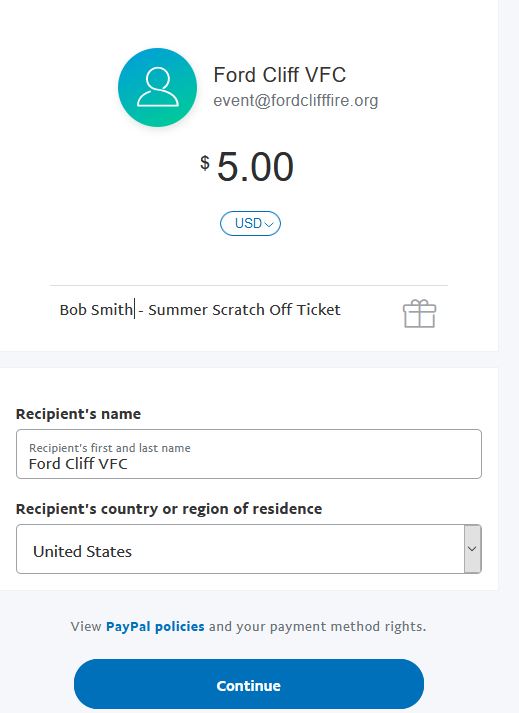 Ford Cliff VFC
event@fordclifffire.org
$ 5.00
USD
Bob Smith - Summer Scratch Off Ticket
Recipient's name
Recipient's first and last name
Ford Cliff VFC
Recipient's country or region of residence
United States
View PayPal policies and your payment method rights.
Continue